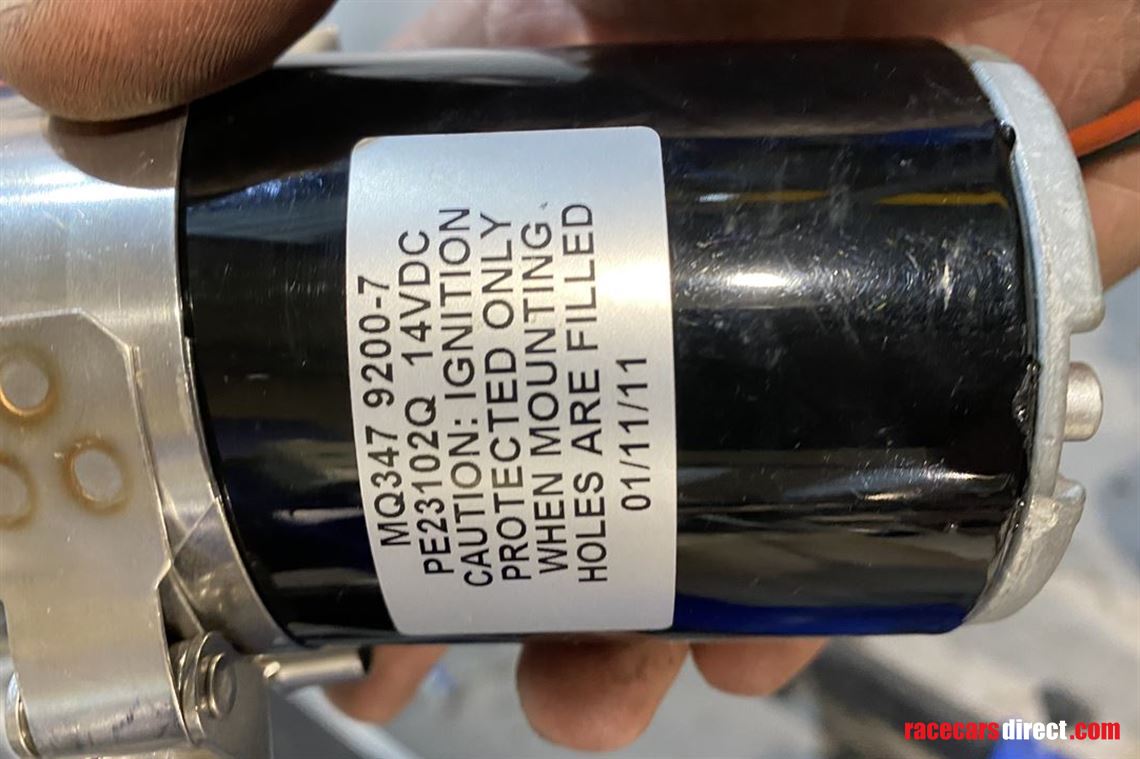 MQ347 9200-7
PE23102Q 14VDC
CAUTION: IGNITION
PROTECTED ONLY
WHEN MOUNTING
HOLES ARE FILLED
01/11/11
racecarsdirect.com